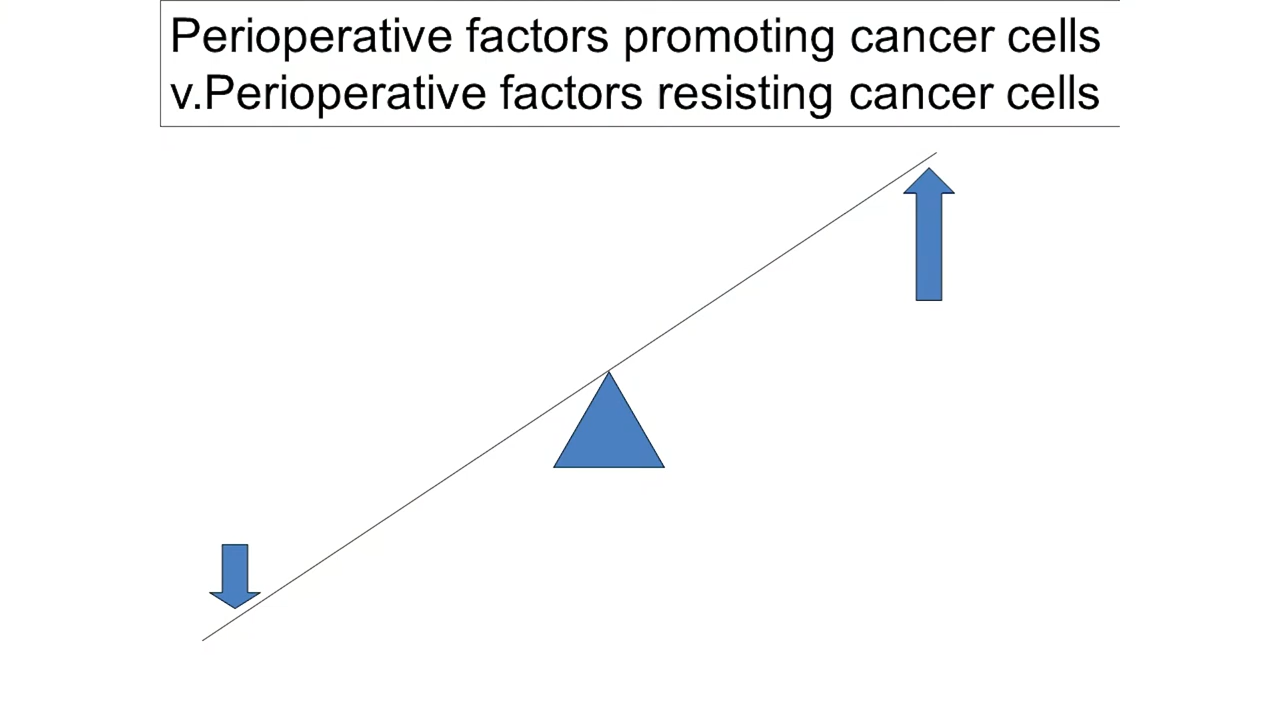 Perioperative factors promoting cancer cells
v.Perioperative factors resisting cancer cells